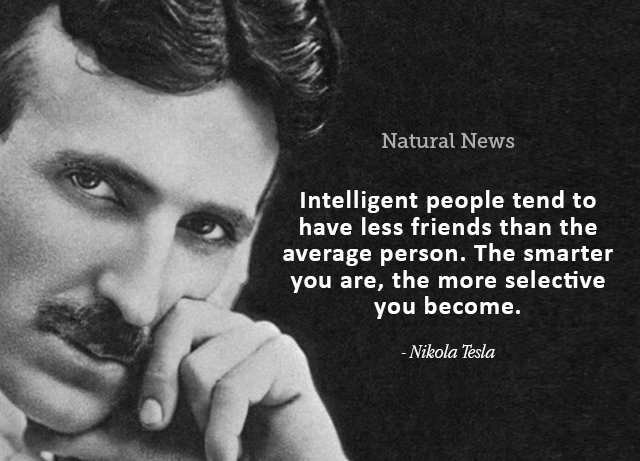 Natural News
Intelligent people tend to
have less friends than the
average person. The smarter
you are, the more selective
you become.
- Nikola Tesla